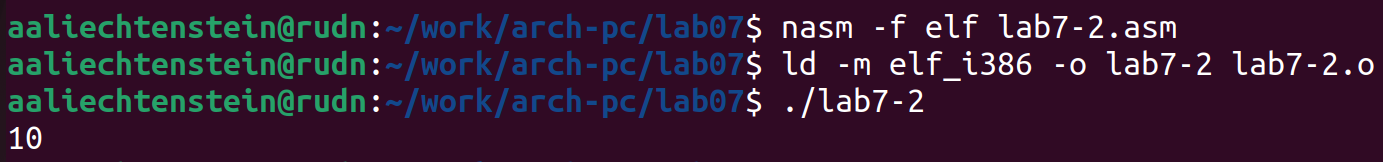 aaliechtenstein@rudn:~/work/arch-pc/lab07$ nasm -f elf lab7-2.asm
aaliechtenstein@rudn:~/work/arch-pc/lab07$ ld -m elf_i386 -o lab7-2 lab7-2.o
aaliechtenstein@rudn:~/work/arch-pc/lab07$ ./lab7-2
10